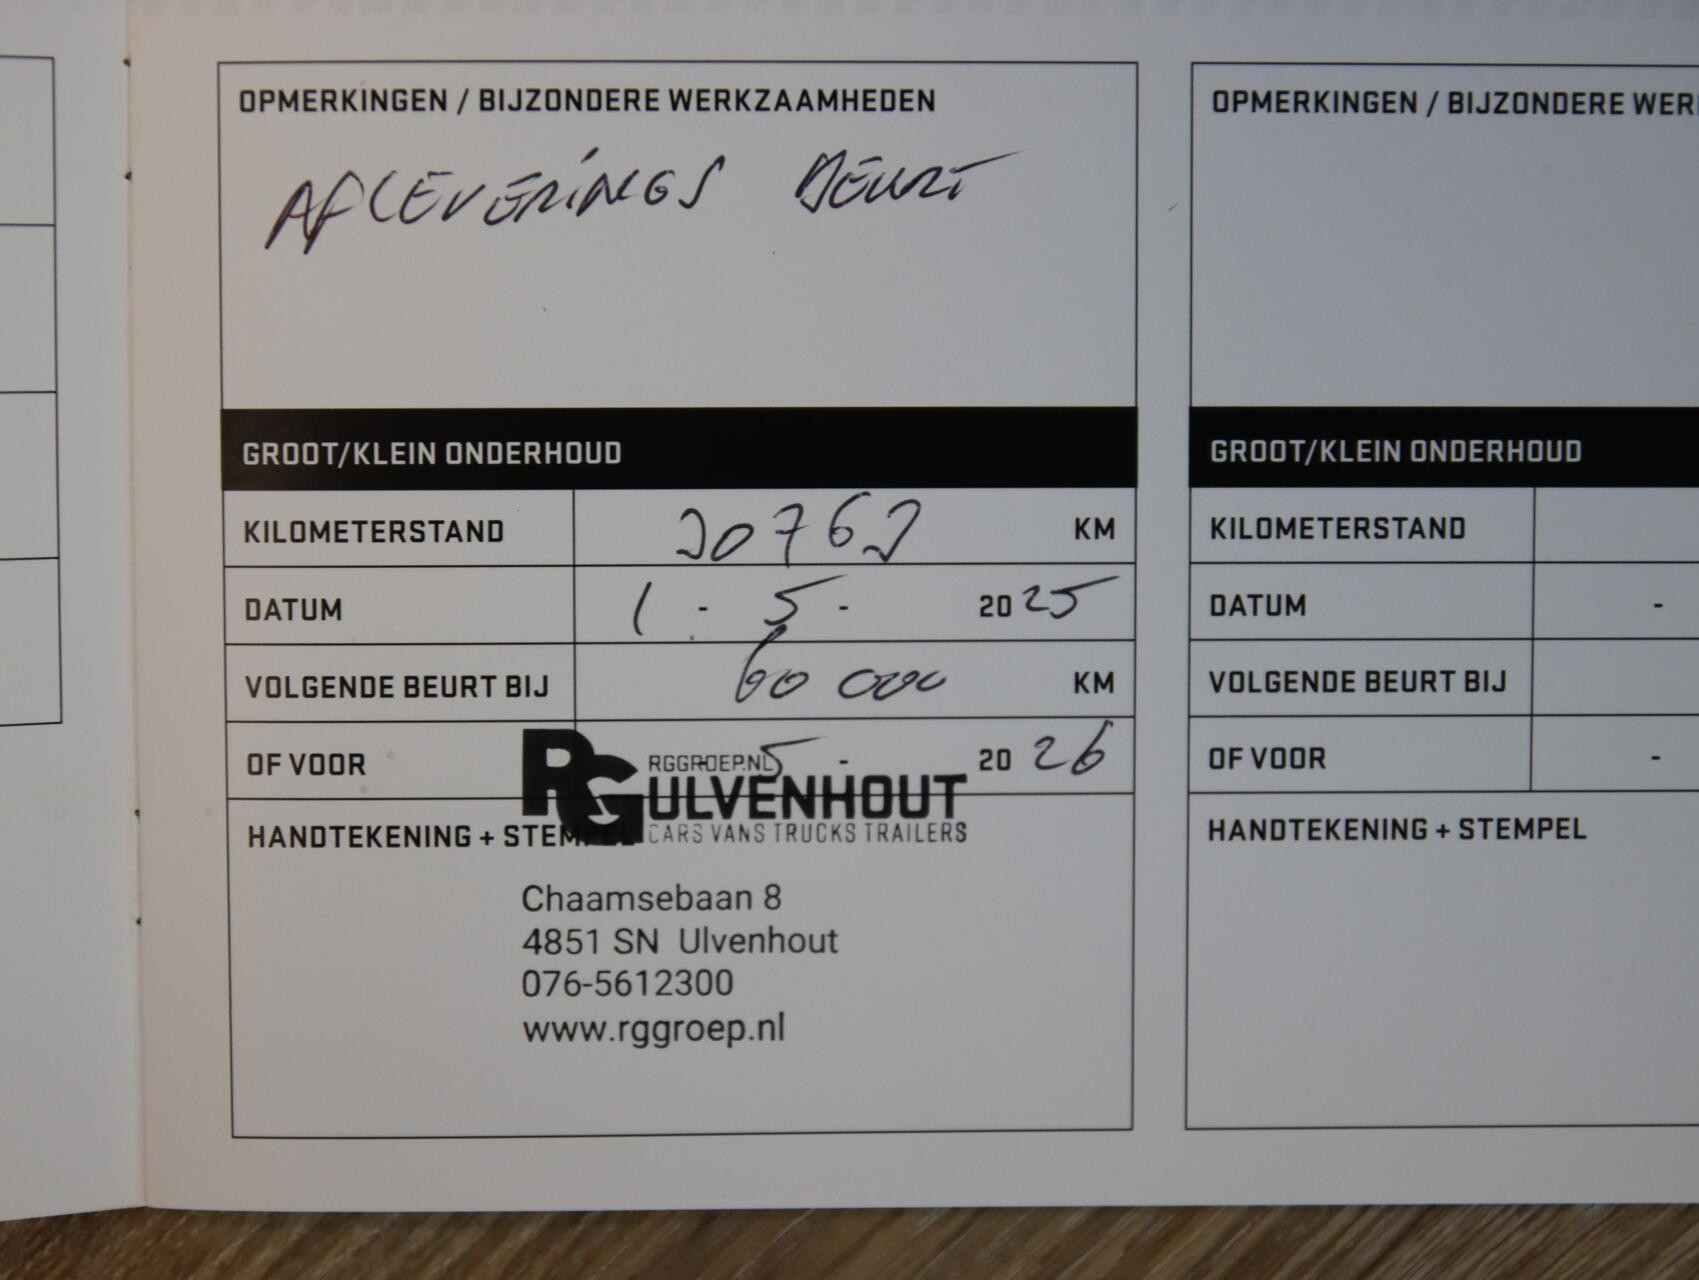 OPMERKINGEN / BIJZONDERE WERKZAAMHEDEN
AFLEVERINGS BEURT
GROOT/KLEIN ONDERHOUD
KILOMETERSTAND KM
DATUM 1 - 5 - 2025
VOLGENDE BEURT BIJ 60 000 KM
OF VOOR 5 - 2026
HANDTEKENING + STEMPEL
RG RGGROEP.NL
ULVENHOUT
CARS VANS TRUCKS TRAILERS
Chaamsebaan 8
4851 SN Ulvenhout
076-5612300
www.rggroep.nl
OPMERKINGEN / BIJZONDERE
GROOT/KLEIN ONDERHOUD
KILOMETERSTAND
DATUM -
VOLGENDE BEURT BIJ
OF VOOR -
HANDTEKENING + STEMPEL